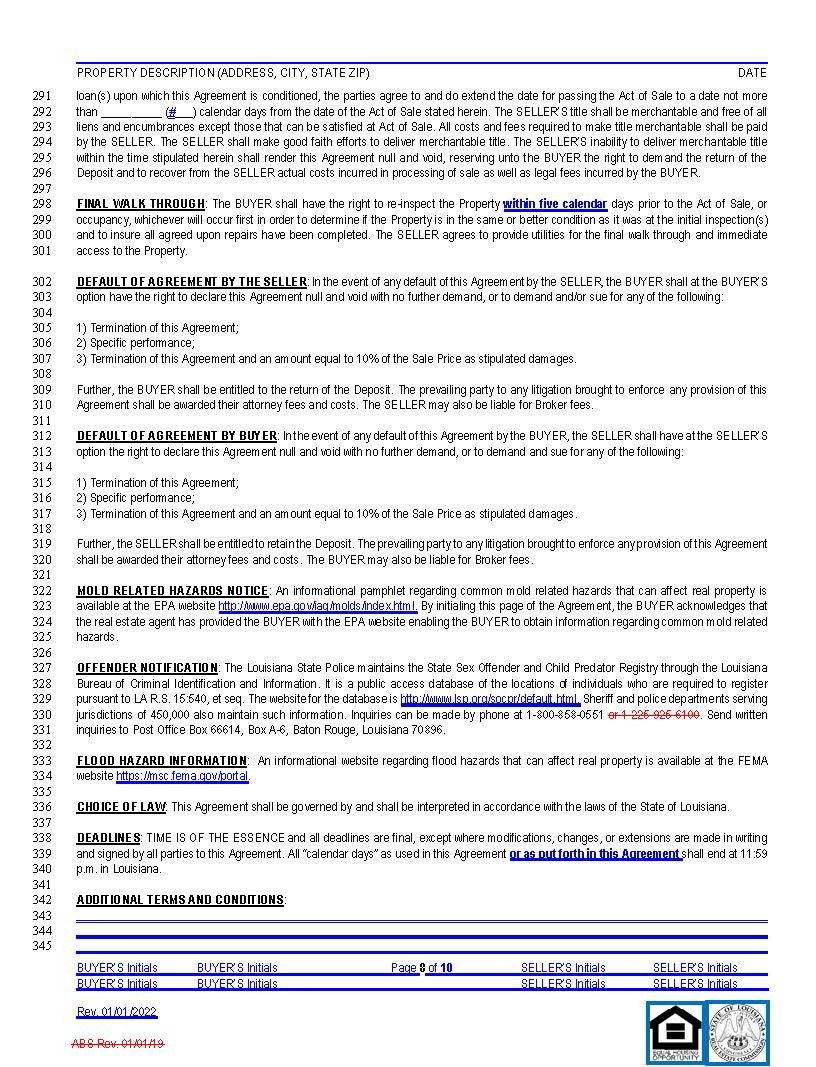 PROPERTY DESCRIPTION (ADDRESS, CITY, STATE ZIP) DATE
291 loan(s) upon which this Agreement is conditioned, the parties agree to and do extend the date for passing the Act of Sale to a date not more
292 than __________ (#___) calendar days from the date of the Act of Sale stated herein. The SELLER'S title shall be merchantable and free of all
293 liens and encumbrances except those that can be satisfied at Act of Sale. All costs and fees required to make title merchantable shall be paid
294 by the SELLER. The SELLER shall make good faith efforts to deliver merchantable title. The SELLER'S inability to deliver merchantable title
295 within the time stipulated herein shall render this Agreement null and void, reserving unto the BUYER the right to demand the return of the
296 Deposit and to recover from the SELLER actual costs incurred in processing of sale as well as legal fees incurred by the BUYER.
297
298 FINAL WALK THROUGH: The BUYER shall have the right to re-inspect the Property within five calendar days prior to the Act of Sale, or
299 occupancy, whichever will occur first in order to determine if the Property is in the same or better condition as it was at the initial inspection(s)
300 and to insure all agreed upon repairs have been completed. The SELLER agrees to provide utilities for the final walk through and immediate
301 access to the Property.
302 DEFAULT OF AGREEMENT BY THE SELLER: In the event of any default of this Agreement by the SELLER, the BUYER shall at the BUYER'S
303 option have the right to declare this Agreement null and void with no further demand, or to demand and/or sue for any of the following:
304
305 1) Termination of this Agreement;
306 2) Specific performance;
307 3) Termination of this Agreement and an amount equal to 10% of the Sale Price as stipulated damages.
308
309 Further, the BUYER shall be entitled to the return of the Deposit. The prevailing party to any litigation brought to enforce any provision of this
310 Agreement shall be awarded their attorney fees and costs. The SELLER may also be liable for Broker fees.
311
312 DEFAULT OF AGREEMENT BY BUYER: In the event of any default of this Agreement by the BUYER, the SELLER shall have at the SELLER'S
313 option the right to declare this Agreement null and void with no further demand, or to demand and sue for any of the following:
314
315 1) Termination of this Agreement;
316 2) Specific performance;
317 3) Termination of this Agreement and an amount equal to 10% of the Sale Price as stipulated damages.
318
319 Further, the SELLER shall be entitled to retain the Deposit. The prevailing party to any litigation brought to enforce any provision of this Agreement
320 shall be awarded their attorney fees and costs. The BUYER may also be liable for Broker fees.
321
322 MOLD RELATED HAZARDS NOTICE: An informational pamphlet regarding common mold related hazards that can affect real property is
323 available at the EPA website http://www.epa.gov/iaq/molds/index.html. By initialing this page of the Agreement, the BUYER acknowledges that
324 the real estate agent has provided the BUYER with the EPA website enabling the BUYER to obtain information regarding common mold related
325 hazards.
326
327 OFFENDER NOTIFICATION: The Louisiana State Police maintains the State Sex Offender and Child Predator Registry through the Louisiana
328 Bureau of Criminal Identification and Information. It is a public access database of the locations of individuals who are required to register
329 pursuant to LA R.S. 15:540, et seq. The website for the database is http://www.lsp.org/socpr/default.html. Sheriff and police departments serving
330 jurisdictions of 450,000 also maintain such information. Inquiries can be made by phone at 1-800-858-0551 or 1-225-925-6100. Send written
331 inquiries to Post Office Box 66614, Box A-6, Baton Rouge, Louisiana 70896.
332
333 FLOOD HAZARD INFORMATION: An informational website regarding flood hazards that can affect real property is available at the FEMA
334 website https://msc.fema.gov/portal.
335
336 CHOICE OF LAW: This Agreement shall be governed by and shall be interpreted in accordance with the laws of the State of Louisiana.
337
338 DEADLINES: TIME IS OF THE ESSENCE and all deadlines are final, except where modifications, changes, or extensions are made in writing
339 and signed by all parties to this Agreement. All "calendar days" as used in this Agreement or as put forth in this Agreement shall end at 11:59
340 p.m. in Louisiana.
341
342 ADDITIONAL TERMS AND CONDITIONS:
343
344
345
BUYER'S Initials BUYER'S Initials Page 8 of 10 SELLER'S Initials SELLER'S Initials
BUYER'S Initials BUYER'S Initials SELLER'S Initials SELLER'S Initials
Rev. 01/01/2022
ABS Rev. 01/01/19
EQUAL HOUSING
OPPORTUNITY
STATE OF LOUISIANA